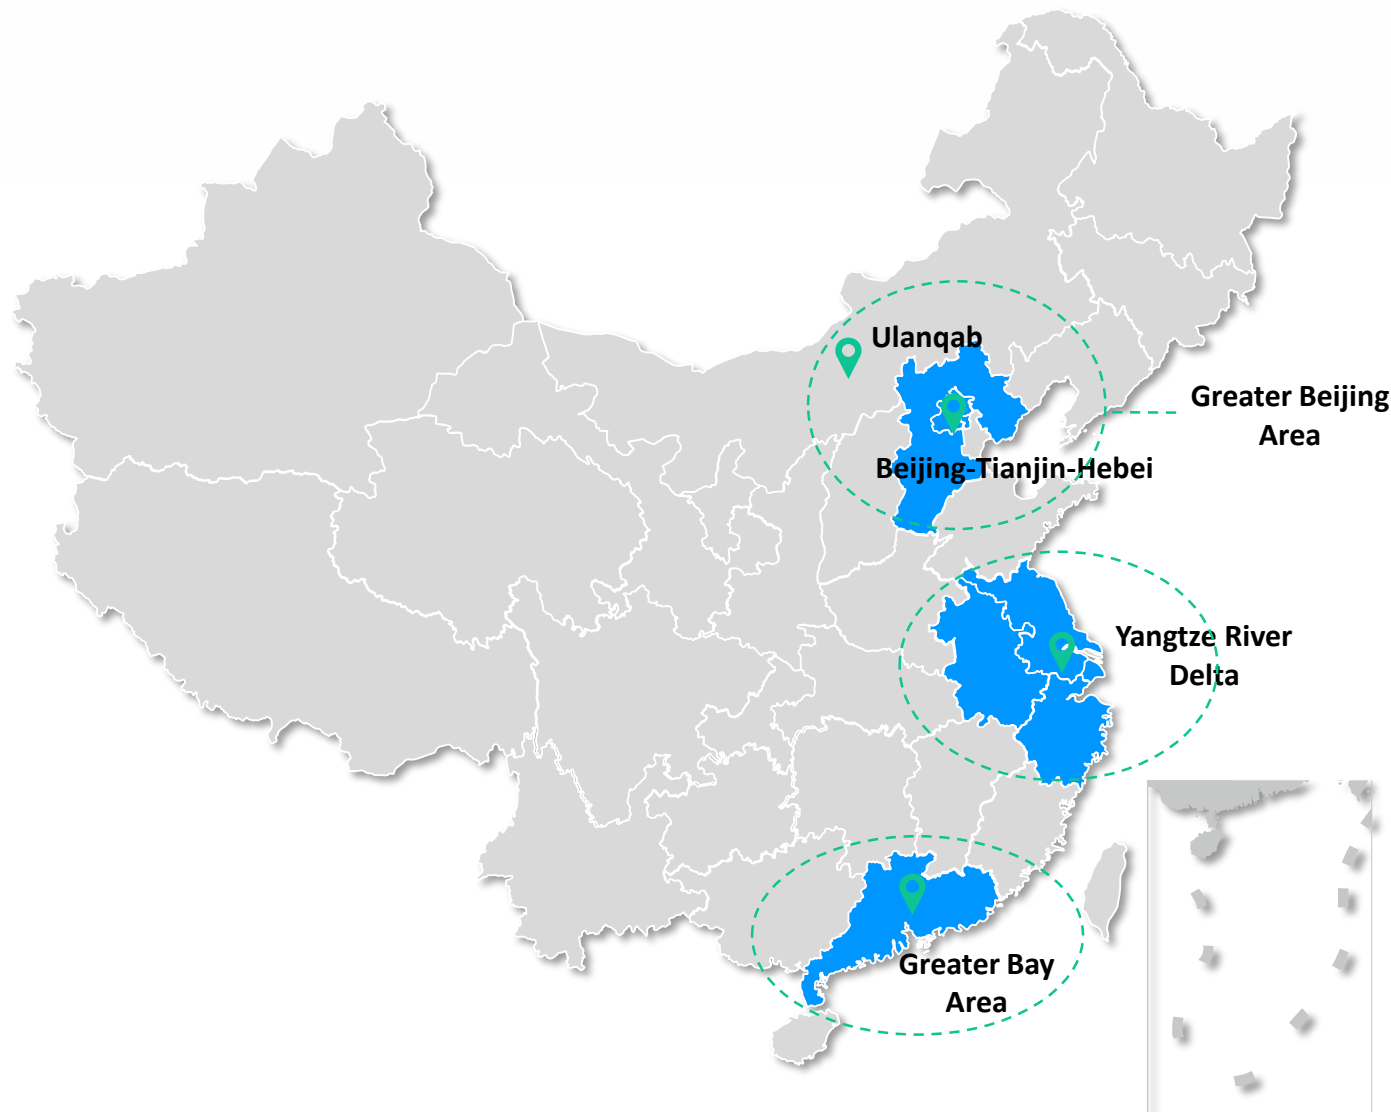 Ulanqab
Greater Beijing
Area
Beijing-Tianjin-Hebei
Yangtze River
Delta
Greater Bay
Area